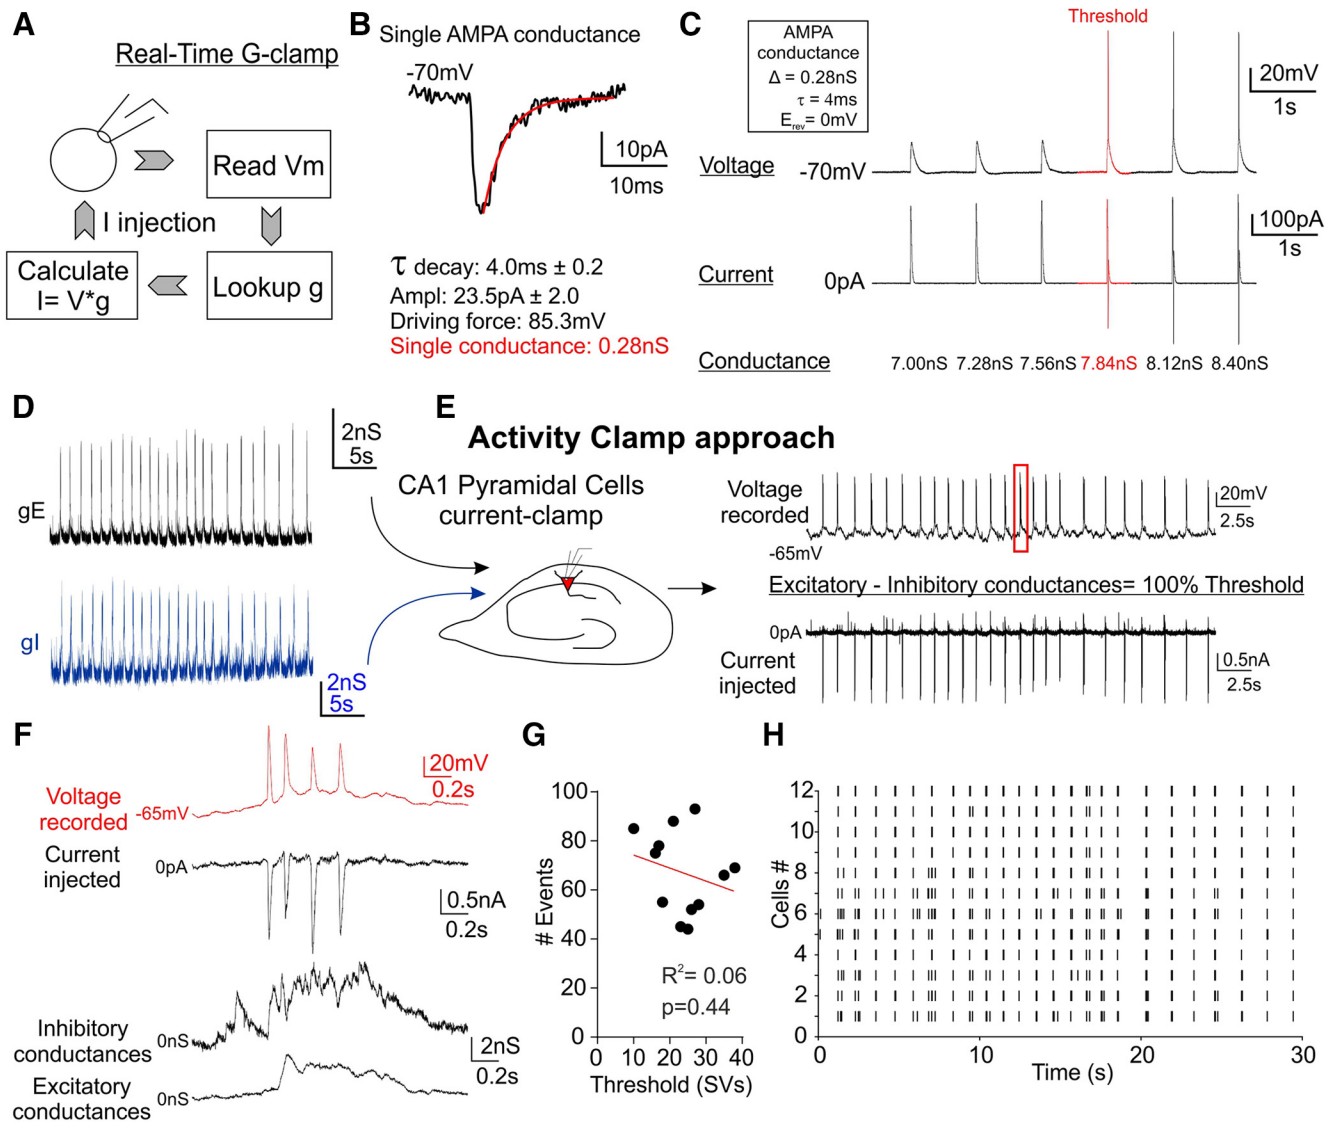 A
Real-Time G-clamp
Read Vm
I injection
Calculate
I= V*g
Lookup g
B
Single AMPA conductance
-70mV
10pA
10ms
τ decay: 4.0ms ± 0.2
Ampl: 23.5pA ± 2.0
Driving force: 85.3mV
Single conductance: 0.28nS
C
AMPA
conductance
Δ = 0.28nS
τ = 4ms
Erev= 0mV
Threshold
20mV
1s
Voltage
-70mV
100pA
1s
Current
0pA
Conductance
7.00nS 7.28nS 7.56nS 7.84nS 8.12nS 8.40nS
D
2nS
5s
gE
gI
2nS
5s
E
Activity Clamp approach
CA1 Pyramidal Cells
current-clamp
Voltage
recorded
20mV
2.5s
-65mV
Excitatory - Inhibitory conductances= 100% Threshold
0pA
Current
injected
0.5nA
2.5s
F
20mV
0.2s
Voltage
recorded
-65mV
Current
injected
0pA
0.5nA
0.2s
Inhibitory
conductances
0nS
2nS
0.2s
Excitatory
conductances
0nS
G
# Events
100
80
60
40
20
0
R²= 0.06
p=0.44
0 10 20 30 40
Threshold (SVs)
H
Cells #
12
10
8
6
4
2
0
0 10 20 30
Time (s)